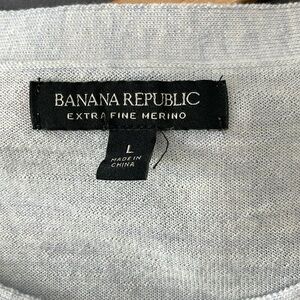 BANANA REPUBLIC
EXTRA FINE MERINO
L
MADE IN
CHINA